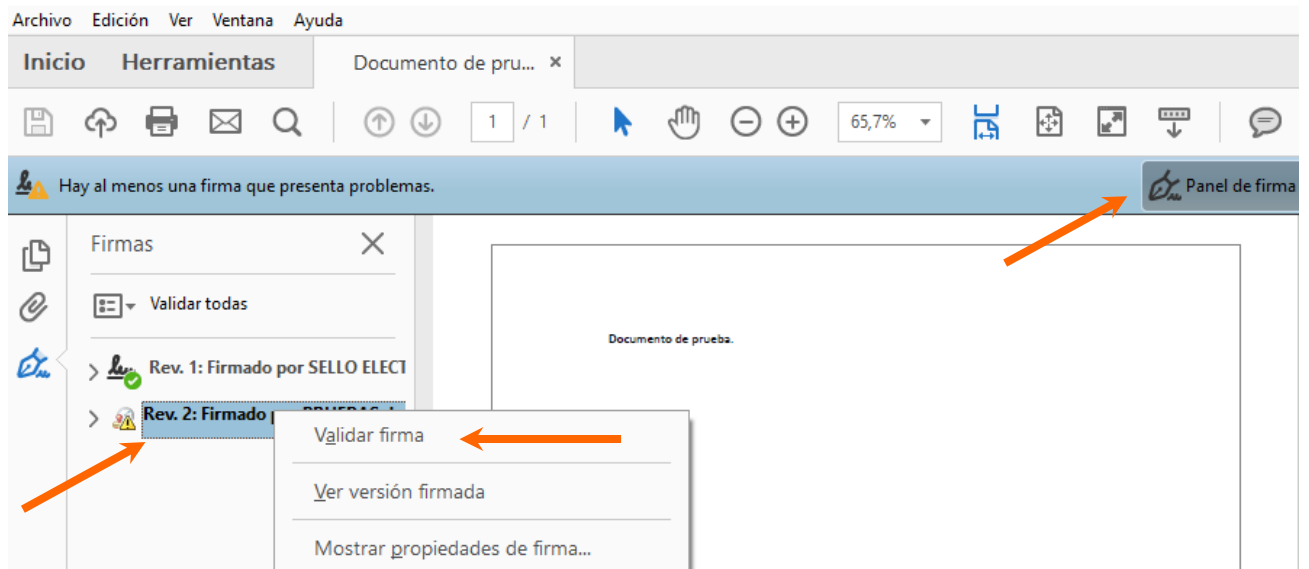 Archivo Edición Ver Ventana Ayuda
Inicio Herramientas Documento de pru... ×
1 / 1 65,7%
Hay al menos una firma que presenta problemas. Panel de firma
Firmas
Validar todas
Documento de prueba.
Rev. 1: Firmado por SELLO ELECT
Rev. 2: Firmado
Validar firma
Ver versión firmada
Mostrar propiedades de firma...